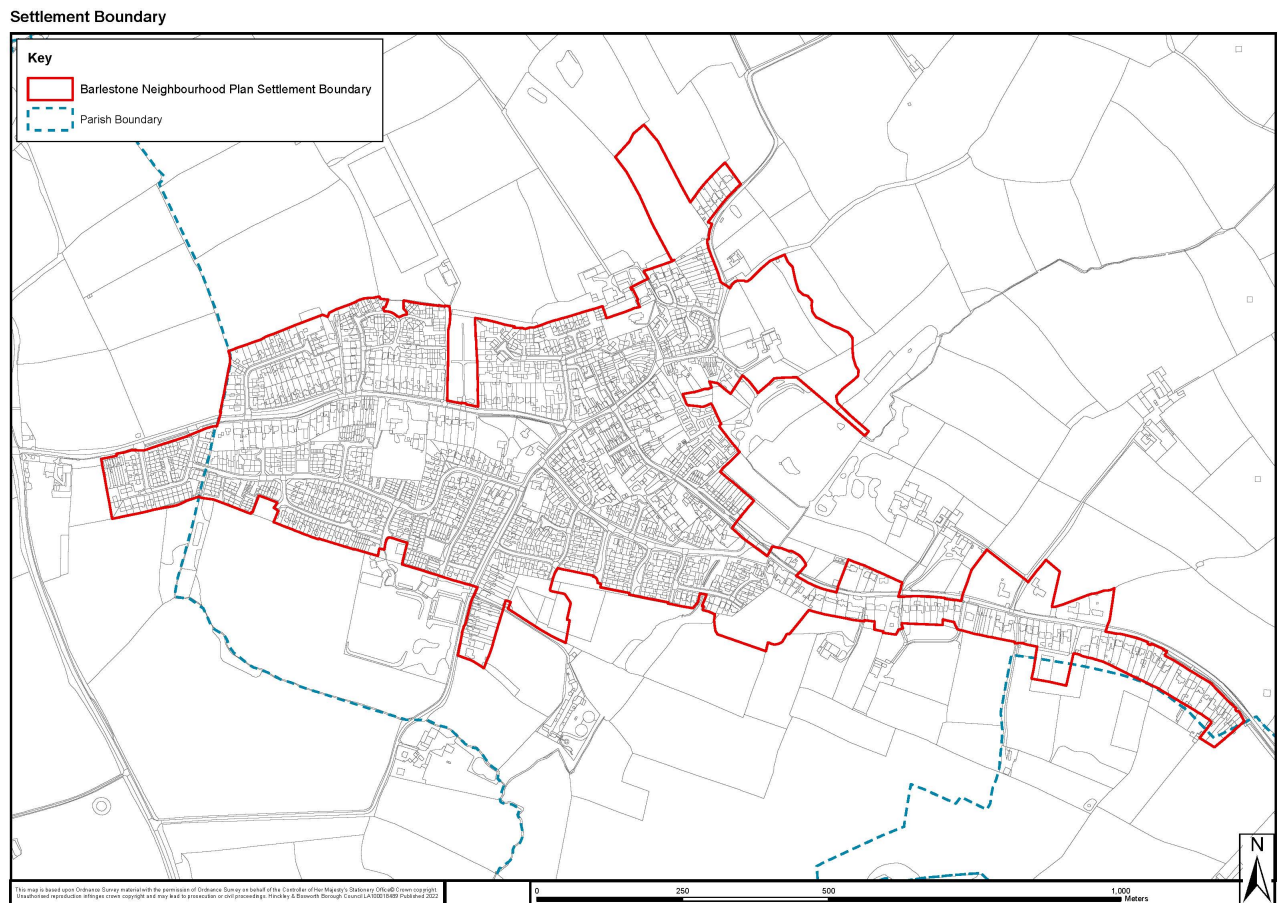 Settlement Boundary
Key
Barlestone Neighbourhood Plan Settlement Boundary
Parish Boundary
N
This map is based upon Ordnance Survey material with the permission of Ordnance Survey on behalf of the Controller of Her Majesty's Stationery Office© Crown copyright.
Unauthorised reproduction infringes crown copyright and may lead to prosecution or civil proceedings. Hinckley & Bosworth Borough Council LA100018489 Published 2022
0 250 500 1,000
Meters